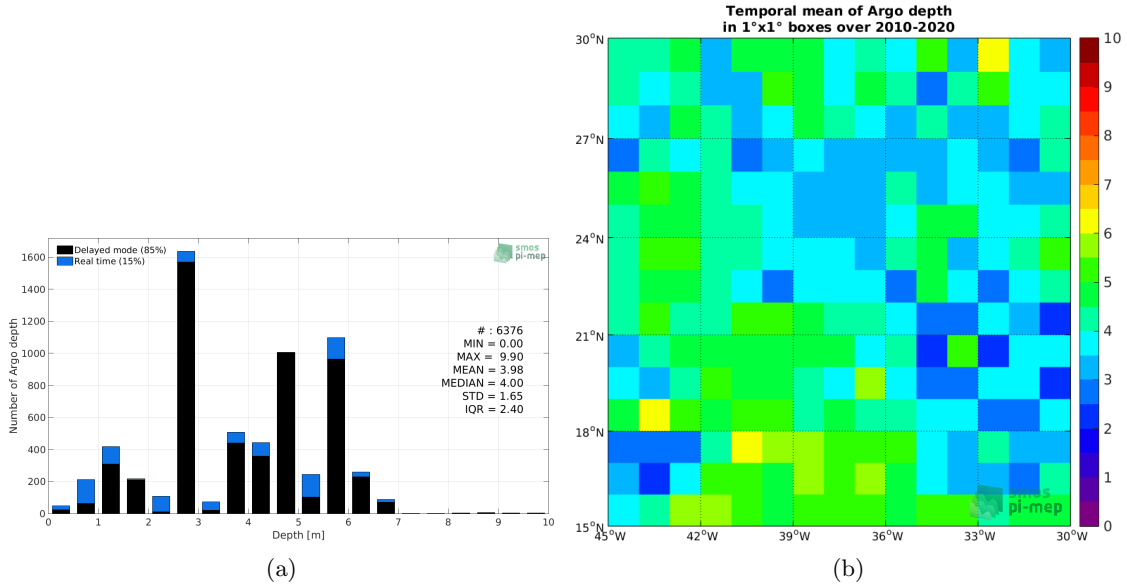 Delayed mode (85%)
Real time (15%)
smos
pi-mep
# : 6376
MIN = 0.00
MAX = 9.90
MEAN = 3.98
MEDIAN = 4.00
STD = 1.65
IQR = 2.40
Number of Argo depth
1600
1400
1200
1000
800
600
400
200
0
0 1 2 3 4 5 6 7 8 9 10
Depth [m]
(a)
Temporal mean of Argo depth
in 1°x1° boxes over 2010-2020
30°N
27°N
24°N
21°N
18°N
15°N
45°W 42°W 39°W 36°W 33°W 30°W
smos
pi-mep
10
9
8
7
6
5
4
3
2
1
0
(b)